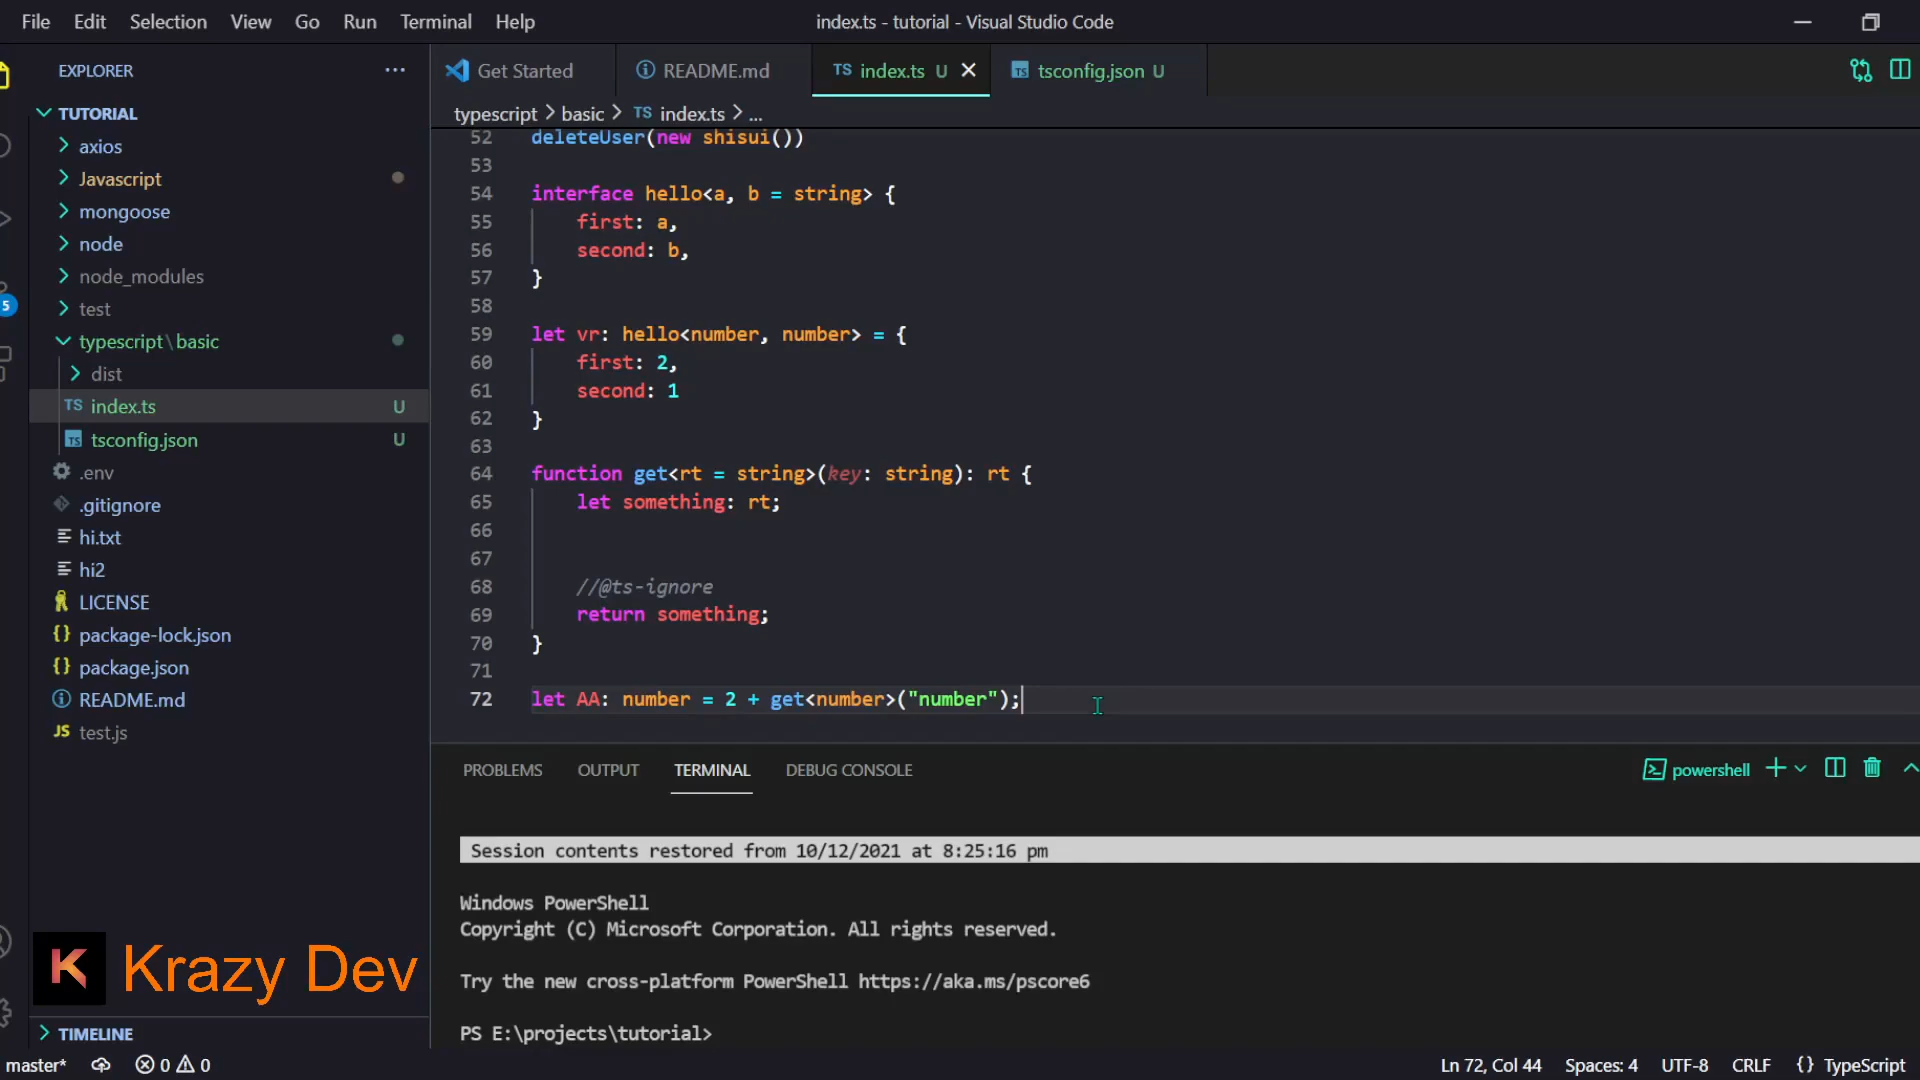 File Edit Selection View Go Run Terminal Help
index.ts - tutorial - Visual Studio Code
EXPLORER
TUTORIAL
axios
Javascript
mongoose
node
node_modules
test
typescript\basic
dist
TS index.ts U
TS tsconfig.json U
.env
.gitignore
hi.txt
hi2
LICENSE
{} package-lock.json
{} package.json
README.md
JS test.js
5
K Krazy Dev
TIMELINE
Get Started
README.md
TS index.ts U
TS tsconfig.json U
typescript > basic > TS index.ts > ...
52 deleteUser(new shisui())
53
54 interface hello<a, b = string> {
55 first: a,
56 second: b,
57 }
58
59 let vr: hello<number, number> = {
60 first: 2,
61 second: 1
62 }
63
64 function get<rt = string>(key: string): rt {
65 let something: rt;
66
67
68 //@ts-ignore
69 return something;
70 }
71
72 let AA: number = 2 + get<number>("number");
PROBLEMS OUTPUT TERMINAL DEBUG CONSOLE
powershell
Session contents restored from 10/12/2021 at 8:25:16 pm
Windows PowerShell
Copyright (C) Microsoft Corporation. All rights reserved.
Try the new cross-platform PowerShell https://aka.ms/pscore6
PS E:\projects\tutorial>
master* 0 0
Ln 72, Col 44 Spaces: 4 UTF-8 CRLF {} TypeScript